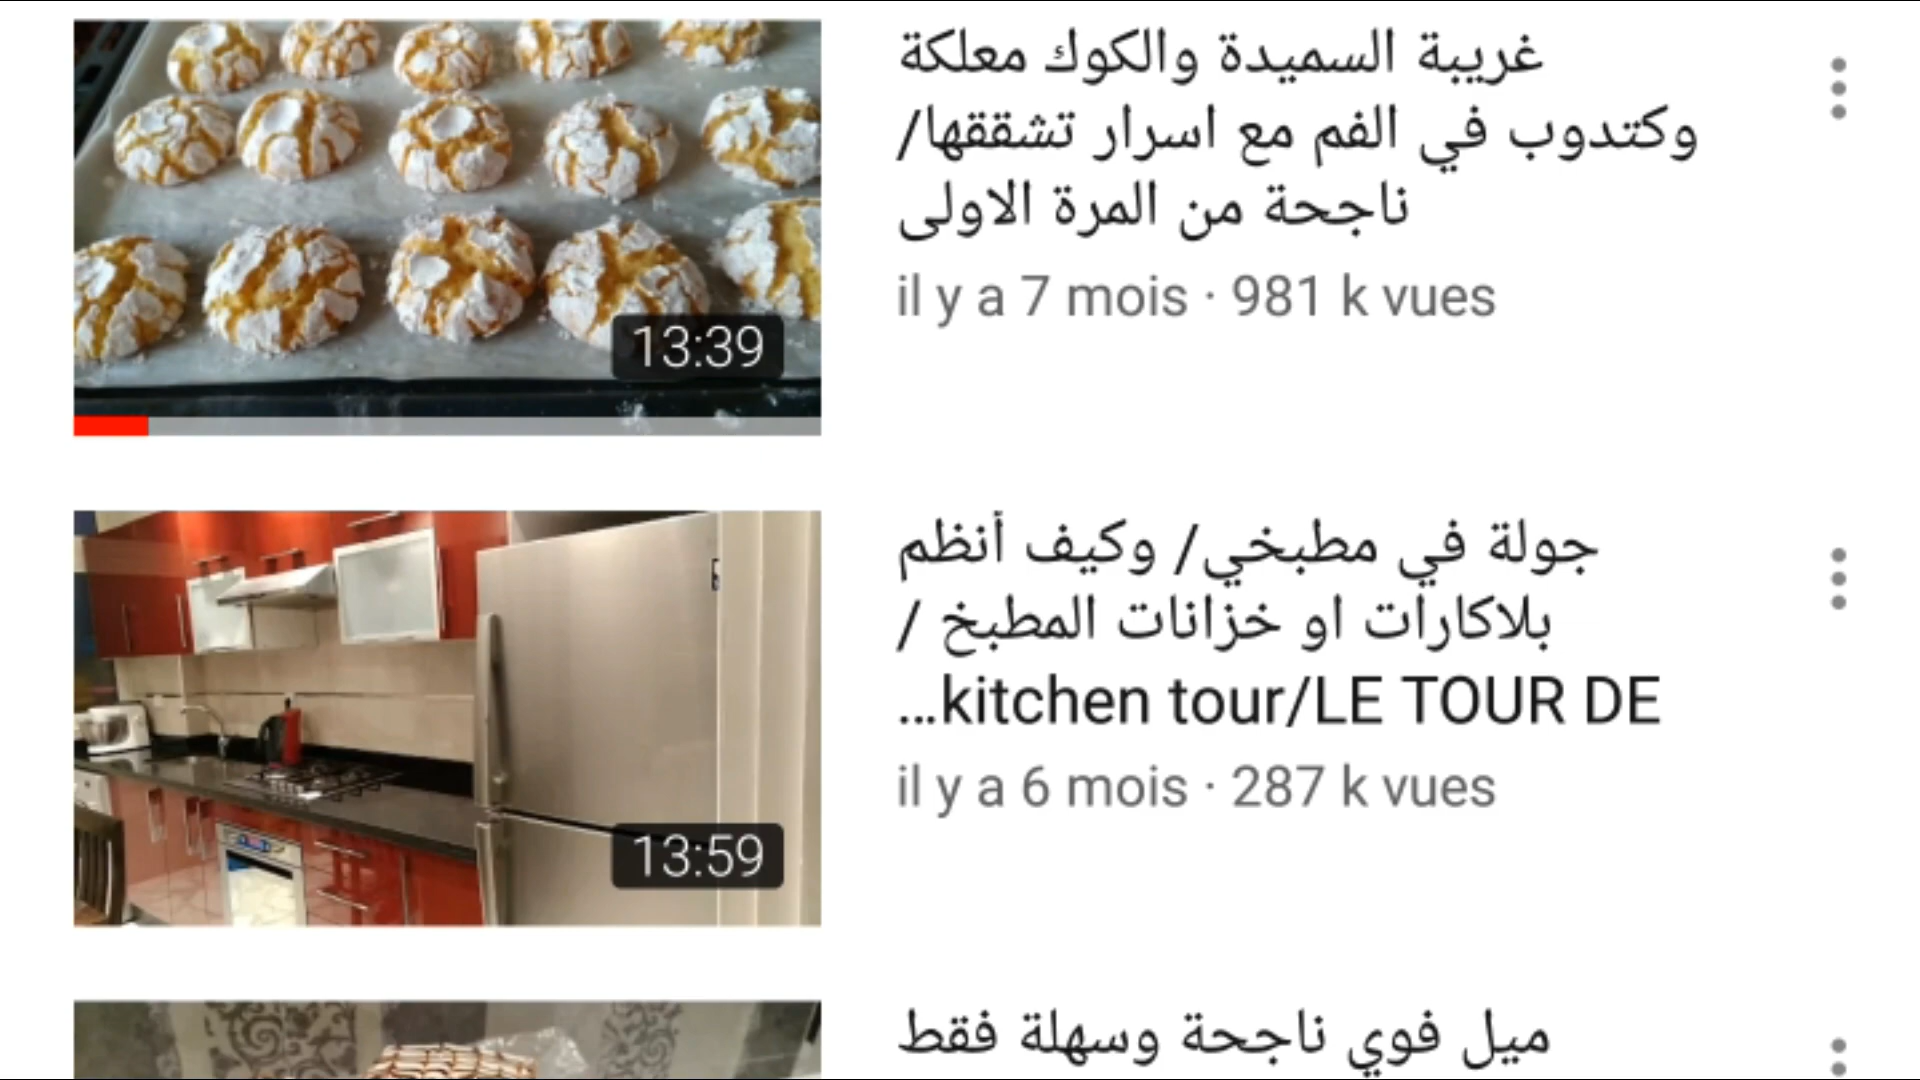 غريبة السميدة والكوك معلكة
وكتدوب في الفم مع اسرار تشققها/
ناجحة من المرة الاولى
il y a 7 mois · 981 k vues
13:39
جولة في مطبخي/ وكيف أنظم
بلاكارات او خزانات المطبخ /
...kitchen tour/LE TOUR DE
il y a 6 mois · 287 k vues
13:59
ميل فوي ناجحة وسهلة فقط